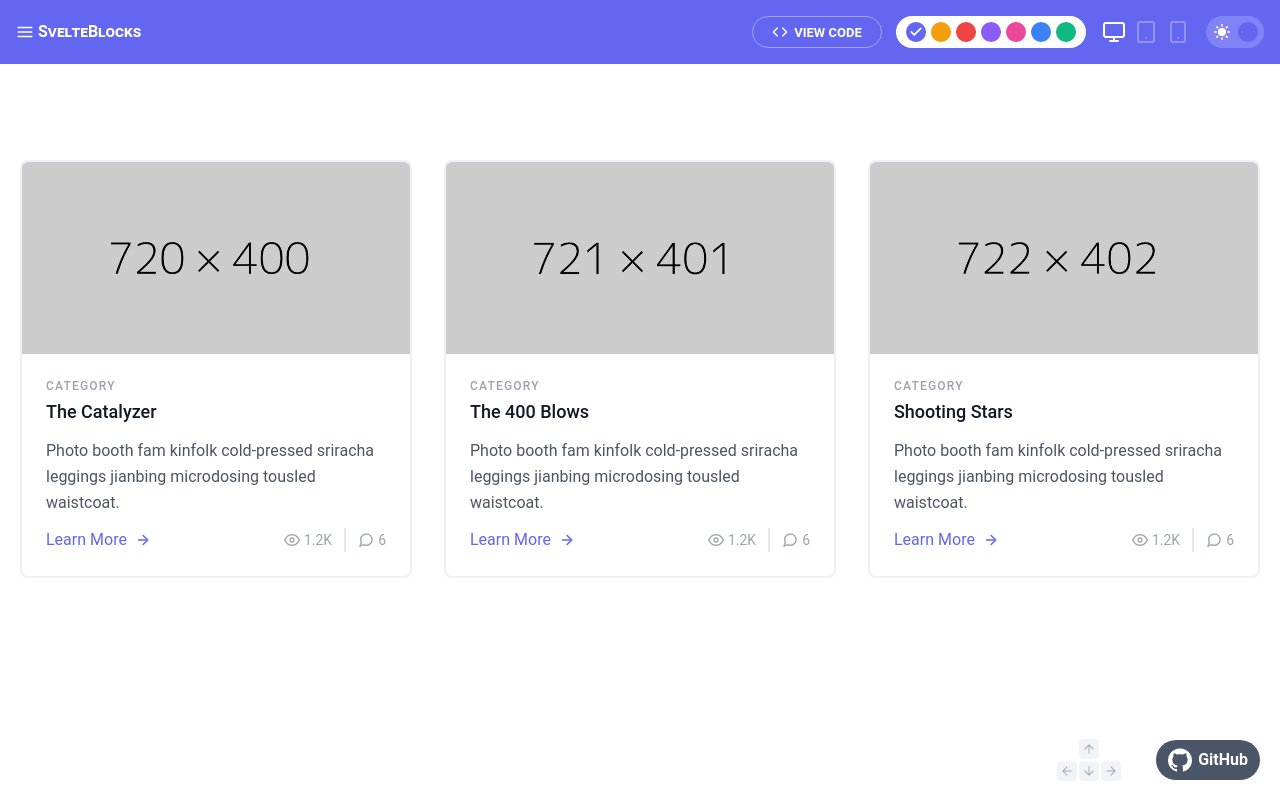 SvelteBlocks
VIEW CODE
720 × 400
721 × 401
722 × 402
CATEGORY
The Catalyzer
Photo booth fam kinfolk cold-pressed sriracha
leggings jianbing microdosing tousled
waistcoat.
Learn More
1.2K
6
CATEGORY
The 400 Blows
Photo booth fam kinfolk cold-pressed sriracha
leggings jianbing microdosing tousled
waistcoat.
Learn More
1.2K
6
CATEGORY
Shooting Stars
Photo booth fam kinfolk cold-pressed sriracha
leggings jianbing microdosing tousled
waistcoat.
Learn More
1.2K
6
GitHub